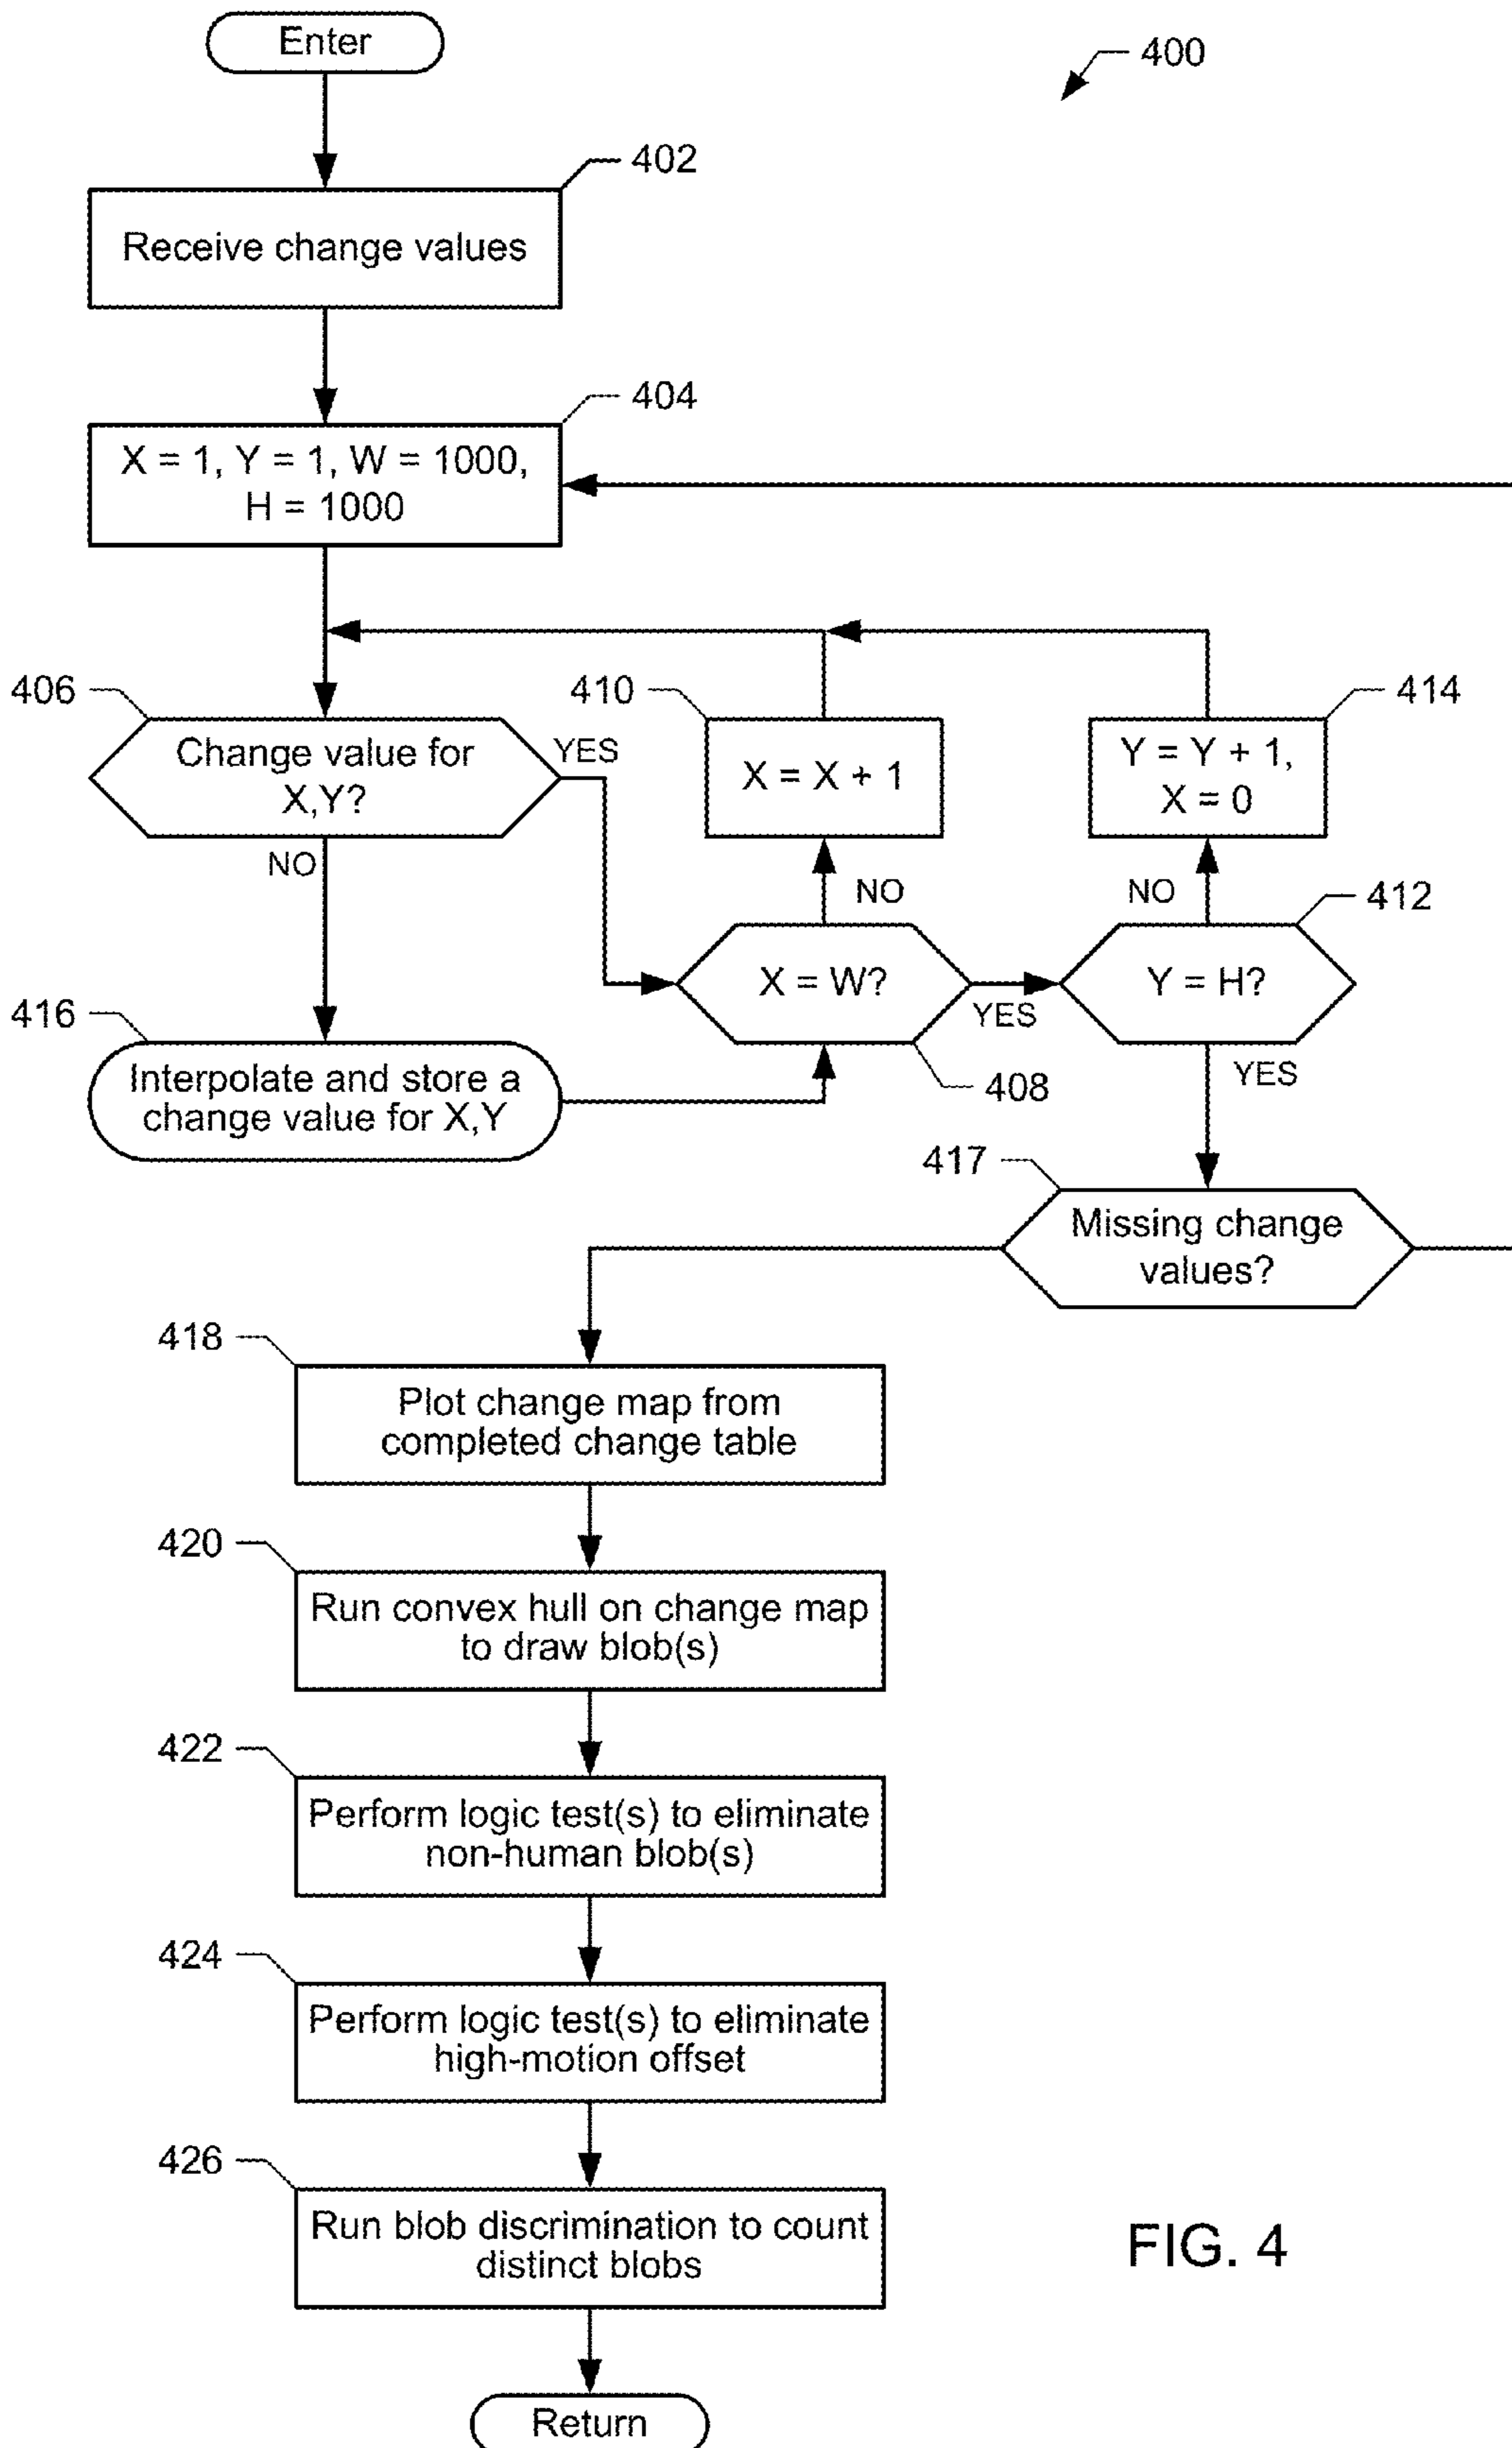 Enter
400
402
Receive change values
404
X = 1, Y = 1, W = 1000,
H = 1000
406
Change value for
X,Y?
YES
NO
410
X = X + 1
414
Y = Y + 1,
X = 0
NO
NO
412
X = W?
YES
Y = H?
408
YES
416
Interpolate and store a
change value for X,Y
417
Missing change
values?
418
Plot change map from
completed change table
420
Run convex hull on change map
to draw blob(s)
422
Perform logic test(s) to eliminate
non-human blob(s)
424
Perform logic test(s) to eliminate
high-motion offset
426
Run blob discrimination to count
distinct blobs
FIG. 4
Return